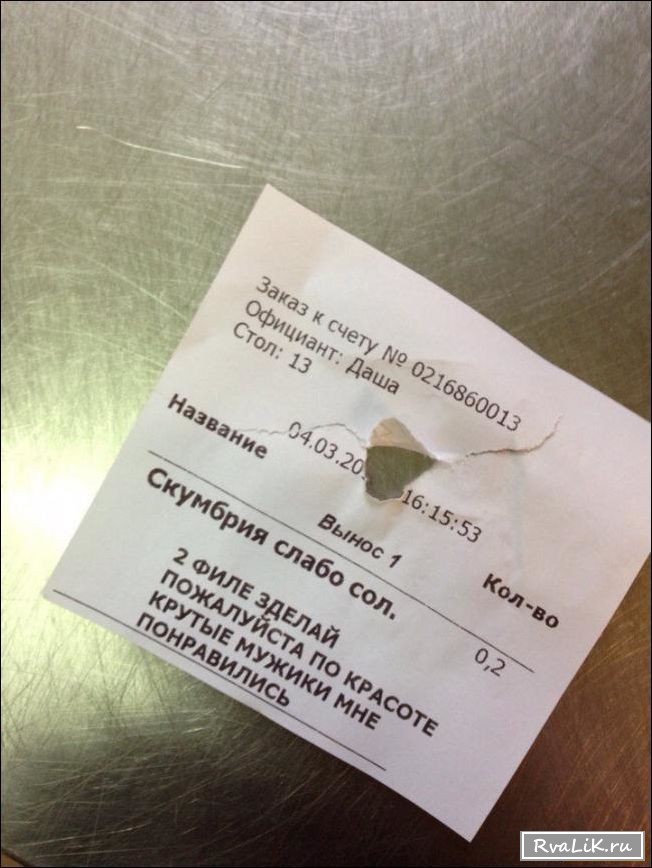 Заказ к счету № 0216860013
Официант: Даша
Стол: 13
04.03.20 16:15:53
Название Кол-во
Вынос 1
Скумбрия слабо сол. 0,2
2 ФИЛЕ ЗДЕЛАЙ
ПОЖАЛУЙСТА ПО КРАСОТЕ
КРУТЫЕ МУЖИКИ МНЕ
ПОНРАВИЛИСЬ
RvaLiK.ru